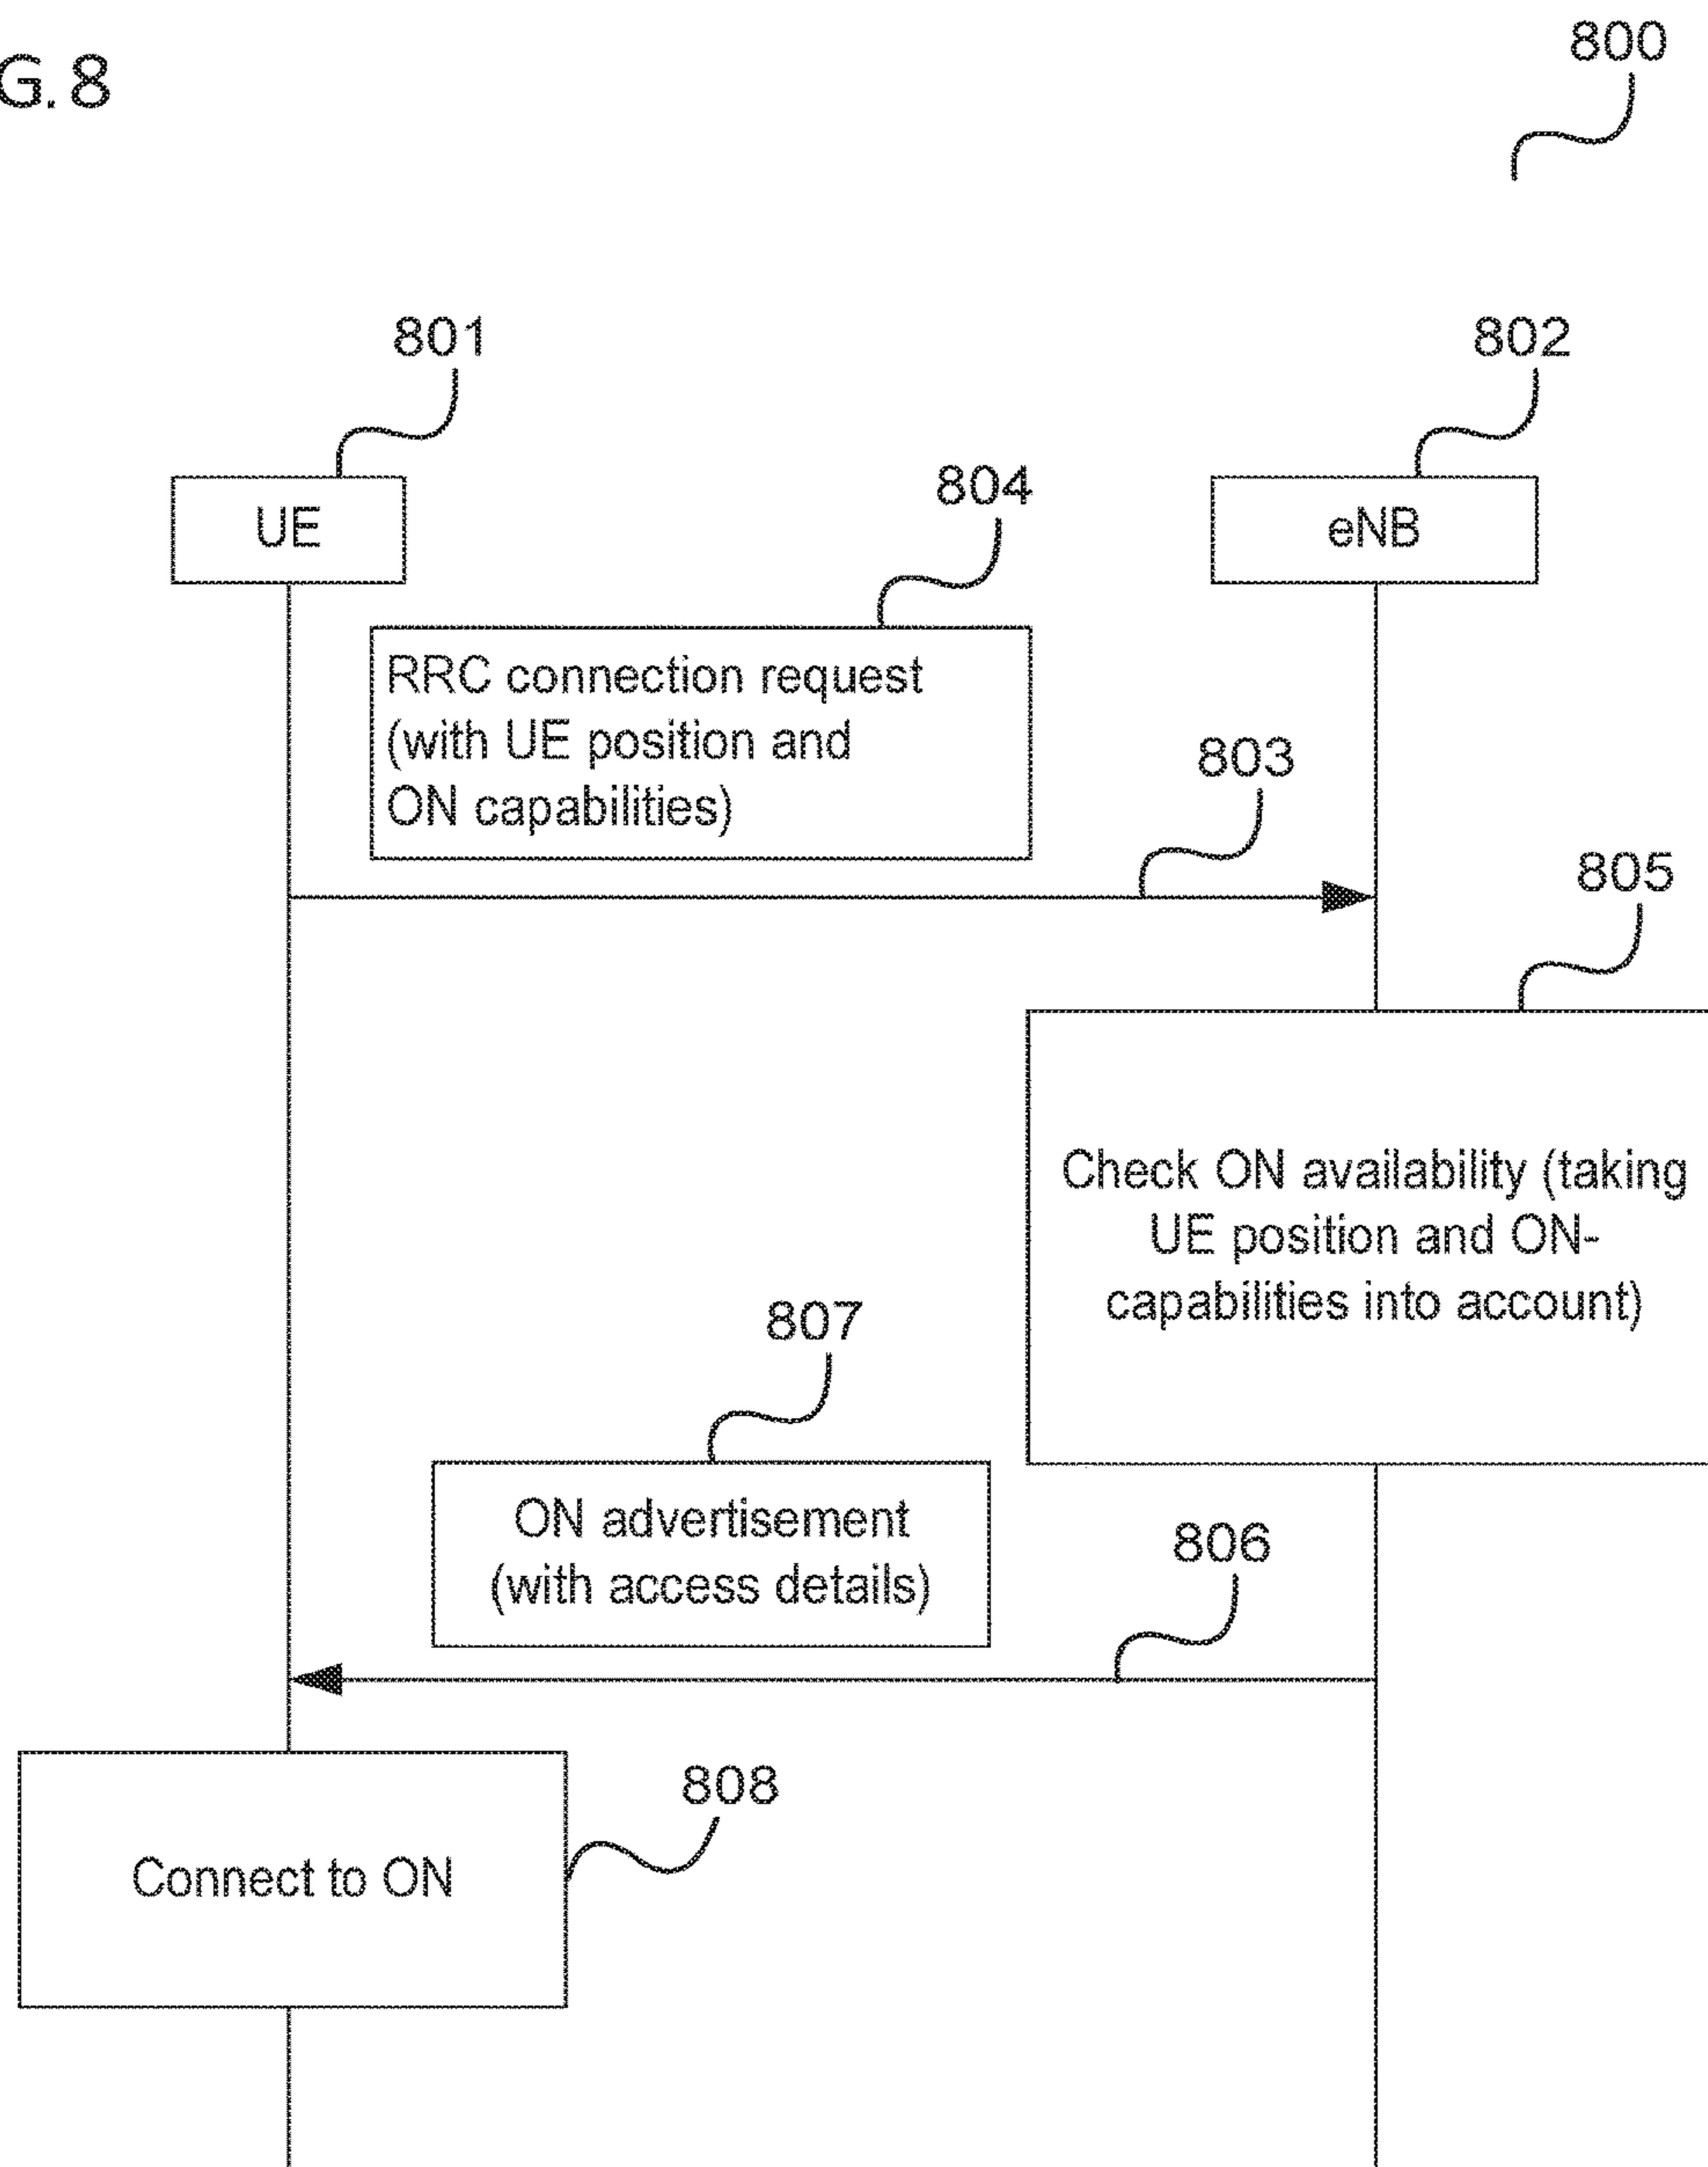 G. 8
800
801
802
UE
804
eNB
RRC connection request
(with UE position and
ON capabilities)
803
805
Check ON availability (taking
UE position and ON-
capabilities into account)
807
ON advertisement
(with access details)
806
808
Connect to ON